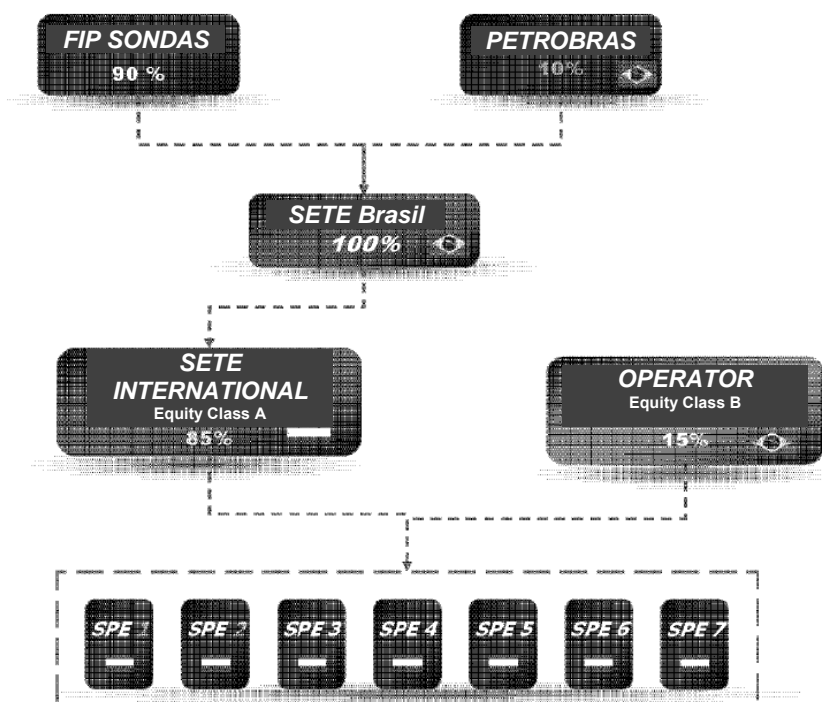 FIP SONDAS
90 %
PETROBRAS
10%
SETE Brasil
100%
SETE
INTERNATIONAL
Equity Class A
85%
OPERATOR
Equity Class B
15%
SPE 1
SPE 2
SPE 3
SPE 4
SPE 5
SPE 6
SPE 7